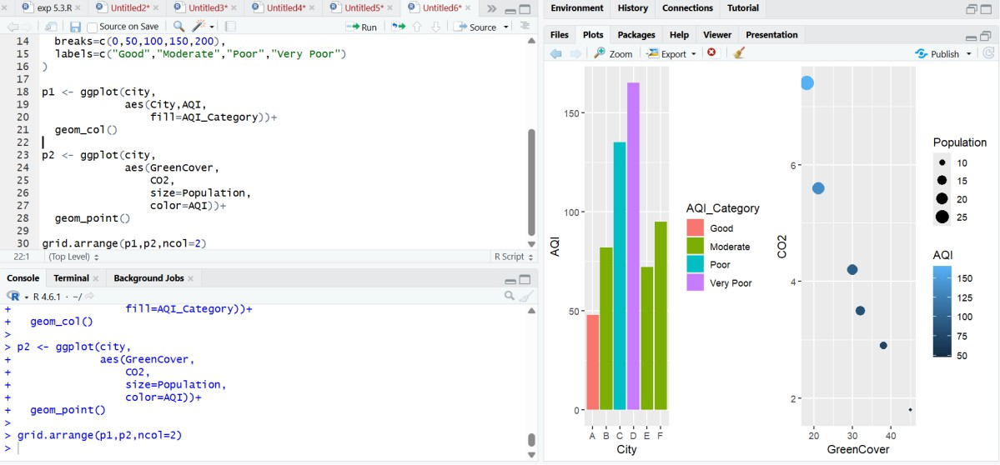 exp 5.3.R
Untitled2*
Untitled3*
Untitled4*
Untitled5*
Untitled6*
Source on Save
Run
Source
14 breaks=c(0,50,100,150,200),
15 labels=c("Good","Moderate","Poor","Very Poor")
16 )
17
18 p1 <- ggplot(city,
19 aes(City,AQI,
20 fill=AQI_Category))+
21 geom_col()
22
23 p2 <- ggplot(city,
24 aes(GreenCover,
25 CO2,
26 size=Population,
27 color=AQI))+
28 geom_point()
29
30 grid.arrange(p1,p2,ncol=2)
22:1 (Top Level) R Script
Console Terminal Background Jobs
R 4.6.1 · ~/
+ fill=AQI_Category))+
+ geom_col()
>
> p2 <- ggplot(city,
+ aes(GreenCover,
+ CO2,
+ size=Population,
+ color=AQI))+
+ geom_point()
>
> grid.arrange(p1,p2,ncol=2)
>
Environment History Connections Tutorial
Files Plots Packages Help Viewer Presentation
Zoom Export Publish
AQI
150
100
50
0
A B C D E F
City
AQI_Category
Good
Moderate
Poor
Very Poor
CO2
6
4
2
20 30 40
GreenCover
Population
10
15
20
25
AQI
150
125
100
75
50